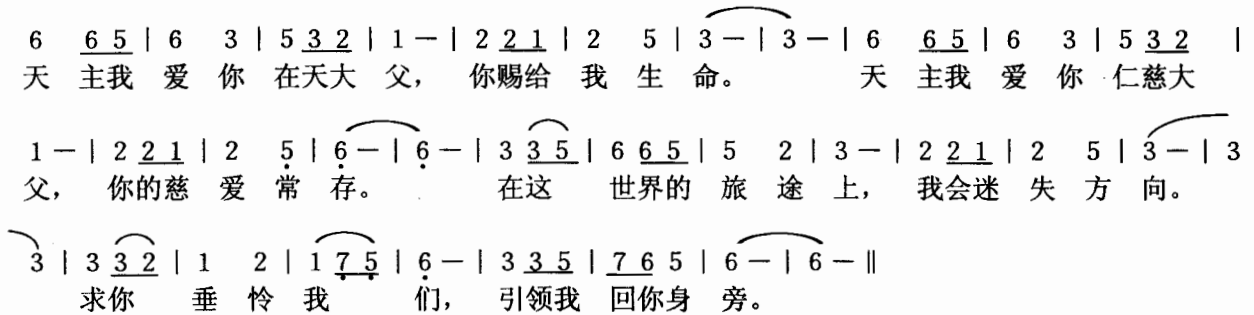 6 6 5 | 6 3 | 5 3 2 | 1 — | 2 2 1 | 2 5 | 3 — | 3 — | 6 6 5 | 6 3 | 5 3 2 |
天 主我 爱 你 在天大 父， 你赐给 我 生 命。 天 主我 爱 你 仁慈大
1 — | 2 2 1 | 2 5̣ | 6̣ — | 6̣ — | 3 3 5 | 6 6 5 | 5 2 | 3 — | 2 2 1 | 2 5 | 3 — | 3
父， 你的慈 爱 常 存。 在这 世界的 旅 途 上， 我会迷 失 方 向。
3 | 3 3 2 | 1 2 | 1 7̣ 5̣ | 6̣ — | 3 3 5 | 7 6 5 | 6 — | 6 — ‖
求你 垂 怜 我 们， 引领我 回你身 旁。